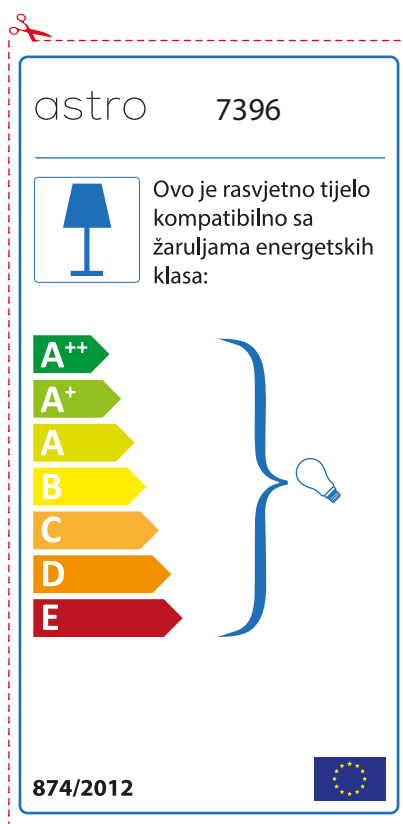 astro 7396
Ovo je rasvjetno tijelo
kompatibilno sa
žaruljama energetskih
klasa:
A++
A+
A
B
C
D
E
874/2012